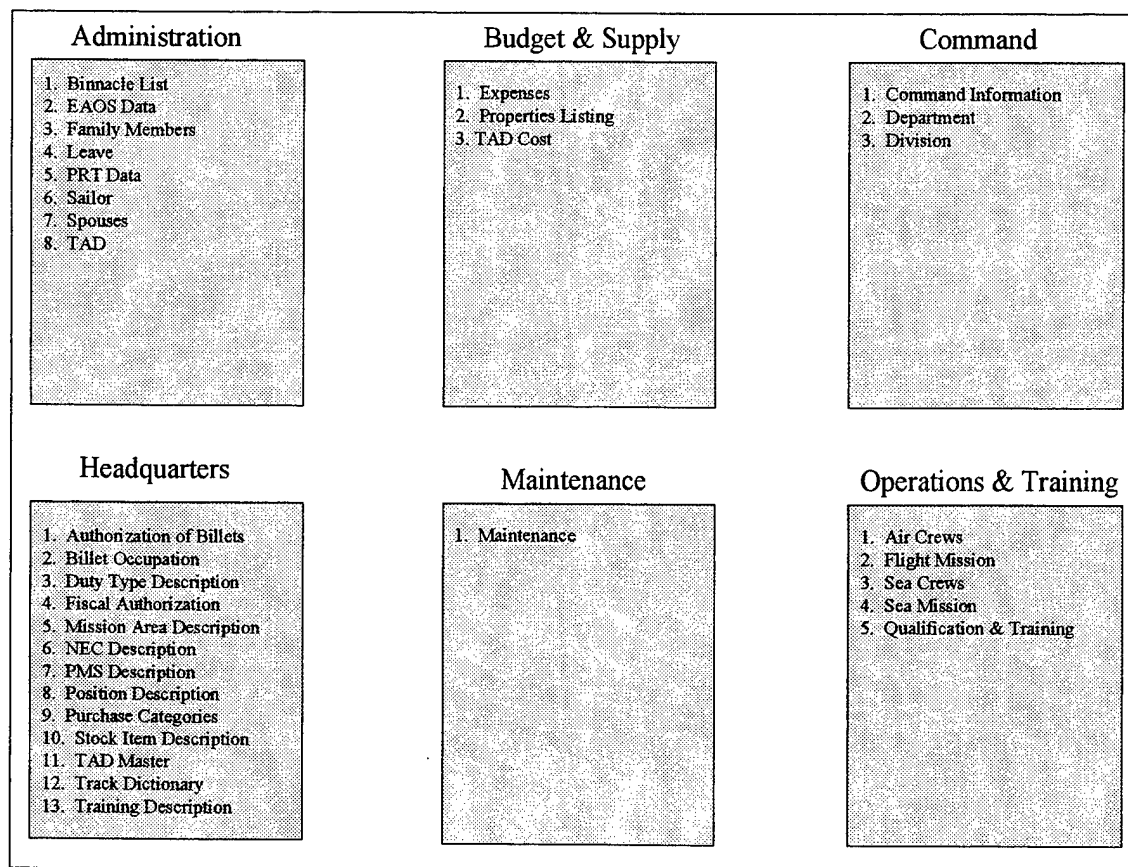 Administration
1. Binnacle List
2. EAOS Data
3. Family Members
4. Leave
5. PRT Data
6. Sailor
7. Spouses
8. TAD
Budget & Supply
1. Expenses
2. Properties Listing
3. TAD Cost
Command
1. Command Information
2. Department
3. Division
Headquarters
1. Authorization of Billets
2. Billet Occupation
3. Duty Type Description
4. Fiscal Authorization
5. Mission Area Description
6. NEC Description
7. PMS Description
8. Position Description
9. Purchase Categories
10. Stock Item Description
11. TAD Master
12. Track Dictionary
13. Training Description
Maintenance
1. Maintenance
Operations & Training
1. Air Crews
2. Flight Mission
3. Sea Crews
4. Sea Mission
5. Qualification & Training